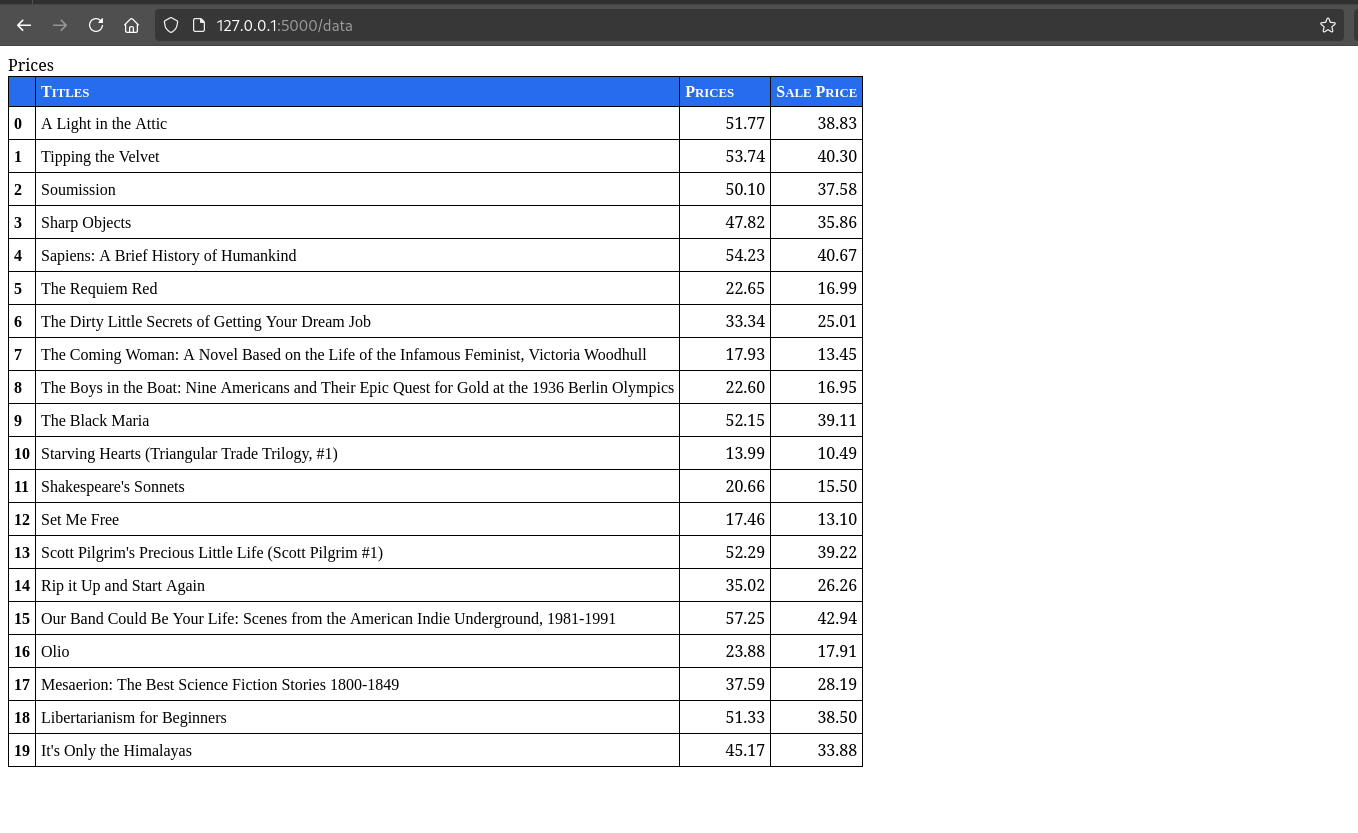 127.0.0.1:5000/data
Prices
Titles Prices Sale Price
0 A Light in the Attic 51.77 38.83
1 Tipping the Velvet 53.74 40.30
2 Soumission 50.10 37.58
3 Sharp Objects 47.82 35.86
4 Sapiens: A Brief History of Humankind 54.23 40.67
5 The Requiem Red 22.65 16.99
6 The Dirty Little Secrets of Getting Your Dream Job 33.34 25.01
7 The Coming Woman: A Novel Based on the Life of the Infamous Feminist, Victoria Woodhull 17.93 13.45
8 The Boys in the Boat: Nine Americans and Their Epic Quest for Gold at the 1936 Berlin Olympics 22.60 16.95
9 The Black Maria 52.15 39.11
10 Starving Hearts (Triangular Trade Trilogy, #1) 13.99 10.49
11 Shakespeare's Sonnets 20.66 15.50
12 Set Me Free 17.46 13.10
13 Scott Pilgrim's Precious Little Life (Scott Pilgrim #1) 52.29 39.22
14 Rip it Up and Start Again 35.02 26.26
15 Our Band Could Be Your Life: Scenes from the American Indie Underground, 1981-1991 57.25 42.94
16 Olio 23.88 17.91
17 Mesaerion: The Best Science Fiction Stories 1800-1849 37.59 28.19
18 Libertarianism for Beginners 51.33 38.50
19 It's Only the Himalayas 45.17 33.88